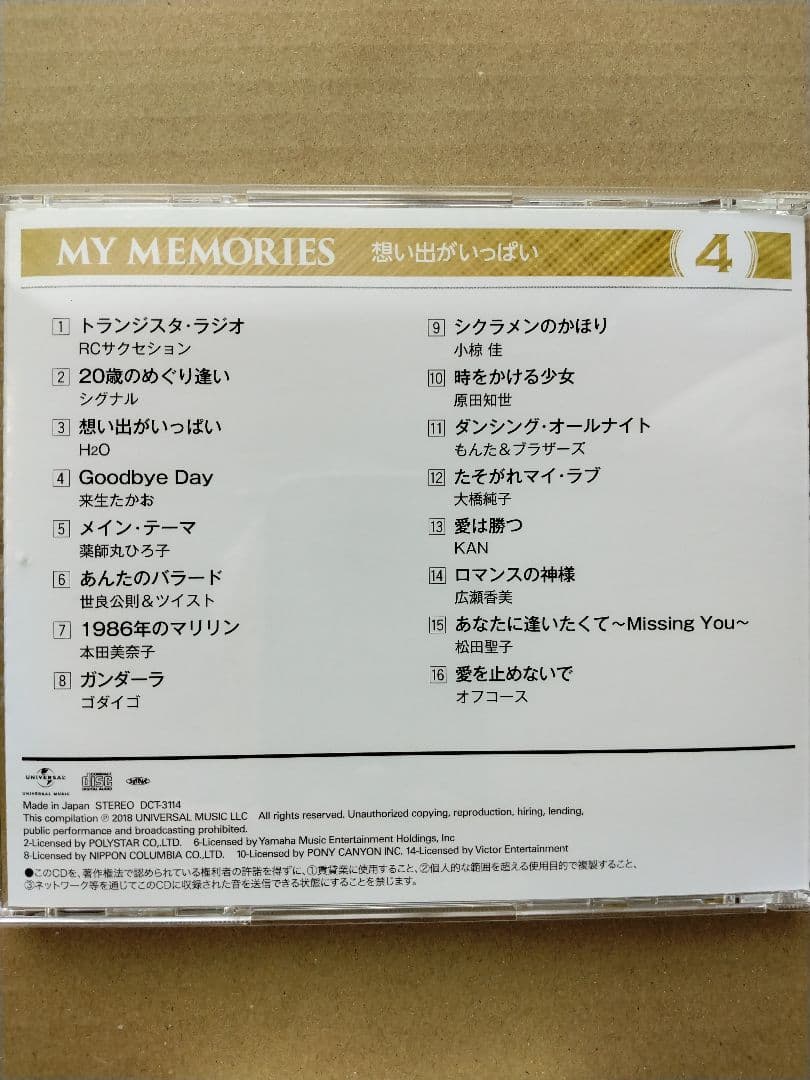 MY MEMORIES 想い出がいっぱい 4
1 トランジスタ・ラジオ
RCサクセション
2 20歳のめぐり逢い
シグナル
3 想い出がいっぱい
H2O
4 Goodbye Day
来生たかお
5 メイン・テーマ
薬師丸ひろ子
6 あんたのバラード
世良公則&ツイスト
7 1986年のマリリン
本田美奈子
8 ガンダーラ
ゴダイゴ
9 シクラメンのかほり
小椋 佳
10 時をかける少女
原田知世
11 ダンシング・オールナイト
もんた&ブラザーズ
12 たそがれマイ・ラブ
大橋純子
13 愛は勝つ
KAN
14 ロマンスの神様
広瀬香美
15 あなたに逢いたくて〜Missing You〜
松田聖子
16 愛を止めないで
オフコース
UNIVERSAL
UNIVERSAL MUSIC
COMPACT
disc
DIGITAL AUDIO
Made in Japan STEREO DCT-3114
This compilation ℗ 2018 UNIVERSAL MUSIC LLC All rights reserved. Unauthorized copying, reproduction, hiring, lending,
public performance and broadcasting prohibited.
2-Licensed by POLYSTAR CO.,LTD. 6-Licensed by Yamaha Music Entertainment Holdings, Inc
8-Licensed by NIPPON COLUMBIA CO.,LTD. 10-Licensed by PONY CANYON INC. 14-Licensed by Victor Entertainment
●このCDを、著作権法で認められている権利者の許諾を得ずに、①賃貸業に使用すること、②個人的な範囲を超える使用目的で複製すること、
③ネットワーク等を通じてこのCDに収録された音を送信できる状態にすることを禁じます。